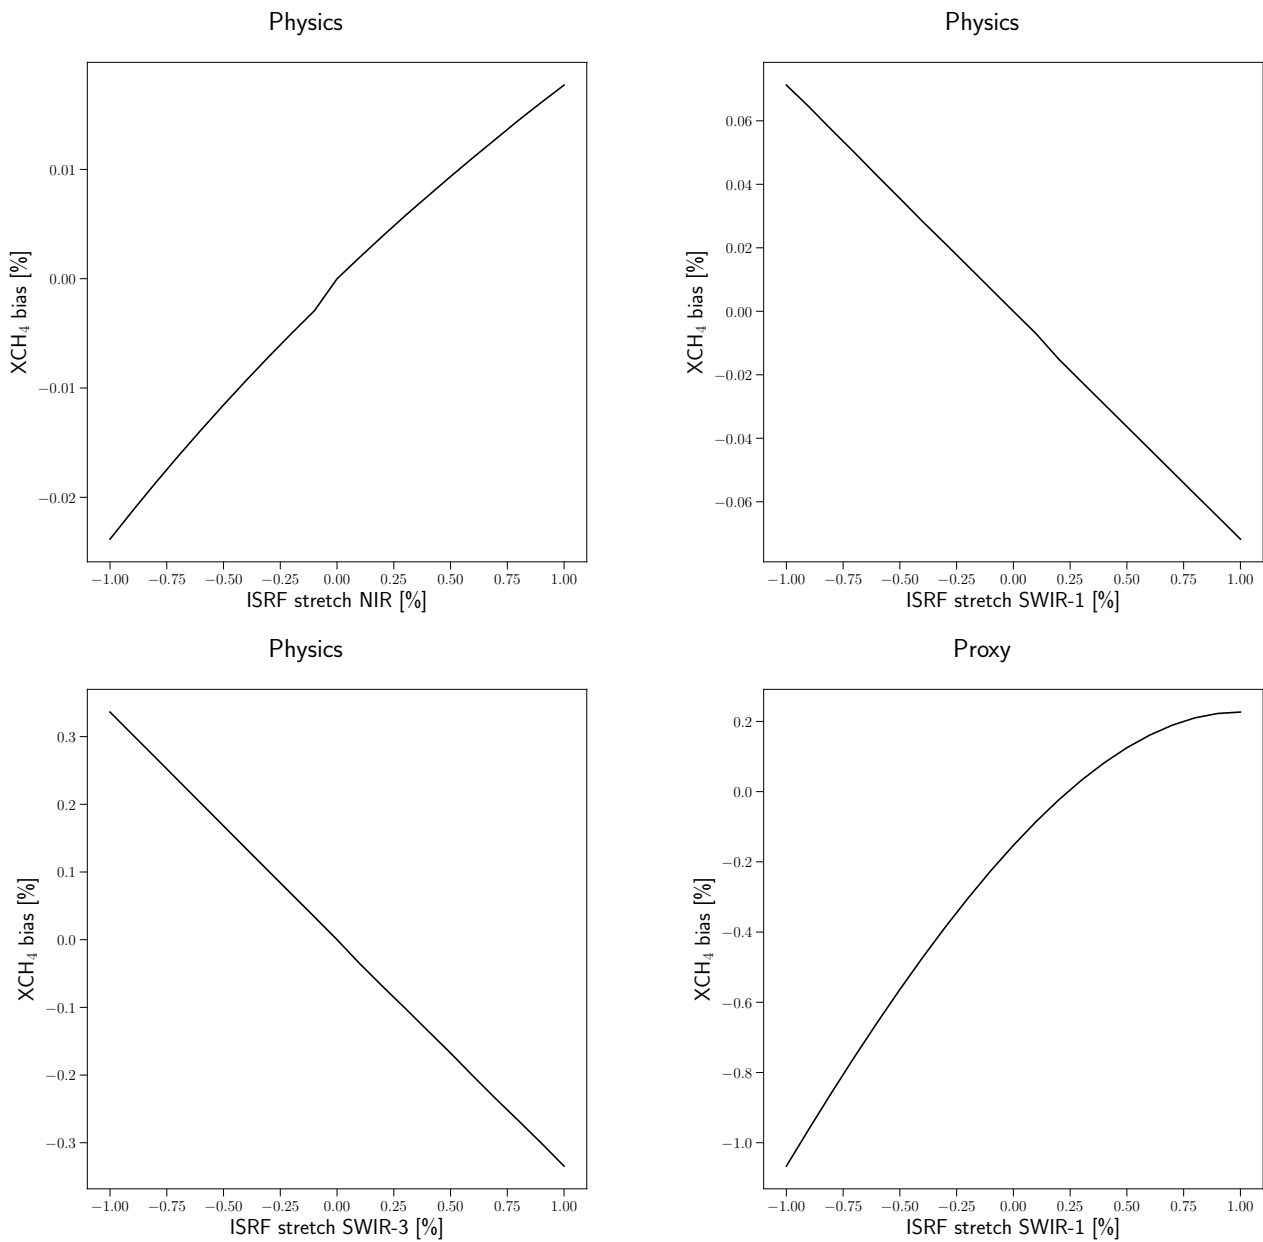 Physics
XCH₄ bias [%]
0.01
0.00
−0.01
−0.02
−1.00 −0.75 −0.50 −0.25 0.00 0.25 0.50 0.75 1.00
ISRF stretch NIR [%]
Physics
XCH₄ bias [%]
0.06
0.04
0.02
0.00
−0.02
−0.04
−0.06
−1.00 −0.75 −0.50 −0.25 0.00 0.25 0.50 0.75 1.00
ISRF stretch SWIR-1 [%]
Physics
XCH₄ bias [%]
0.3
0.2
0.1
0.0
−0.1
−0.2
−0.3
−1.00 −0.75 −0.50 −0.25 0.00 0.25 0.50 0.75 1.00
ISRF stretch SWIR-3 [%]
Proxy
XCH₄ bias [%]
0.2
0.0
−0.2
−0.4
−0.6
−0.8
−1.0
−1.00 −0.75 −0.50 −0.25 0.00 0.25 0.50 0.75 1.00
ISRF stretch SWIR-1 [%]